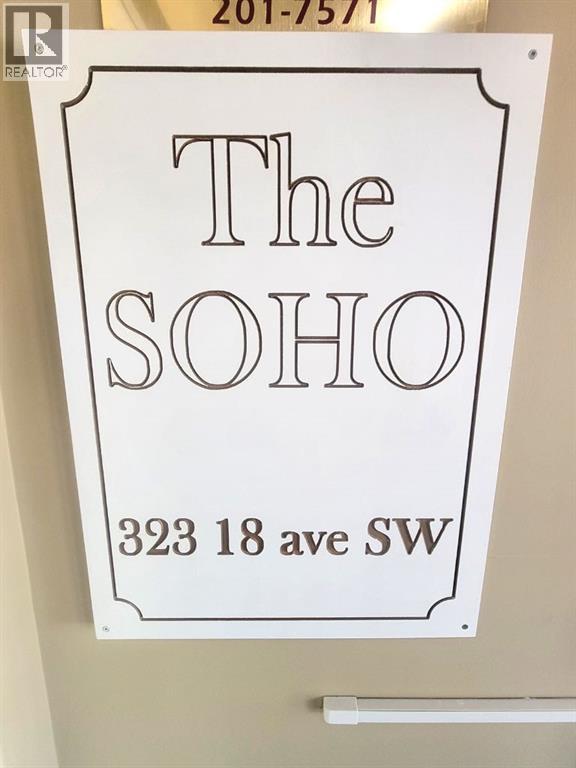 201-7571
REALTOR®
The
SOHO
323 18 ave SW